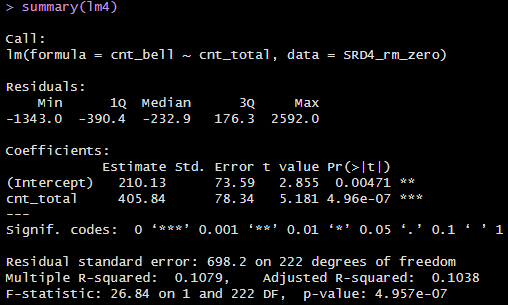 > summary(lm4)
Call:
lm(formula = cnt_bell ~ cnt_total, data = SRD4_rm_zero)
Residuals:
Min 1Q Median 3Q Max
-1343.0 -390.4 -232.9 176.3 2592.0
Coefficients:
Estimate Std. Error t value Pr(>|t|)
(Intercept) 210.13 73.59 2.855 0.00471 **
cnt_total 405.84 78.34 5.181 4.96e-07 ***
---
Signif. codes: 0 ‘***’ 0.001 ‘**’ 0.01 ‘*’ 0.05 ‘.’ 0.1 ‘ ’ 1
Residual standard error: 698.2 on 222 degrees of freedom
Multiple R-squared: 0.1079, Adjusted R-squared: 0.1038
F-statistic: 26.84 on 1 and 222 DF, p-value: 4.957e-07